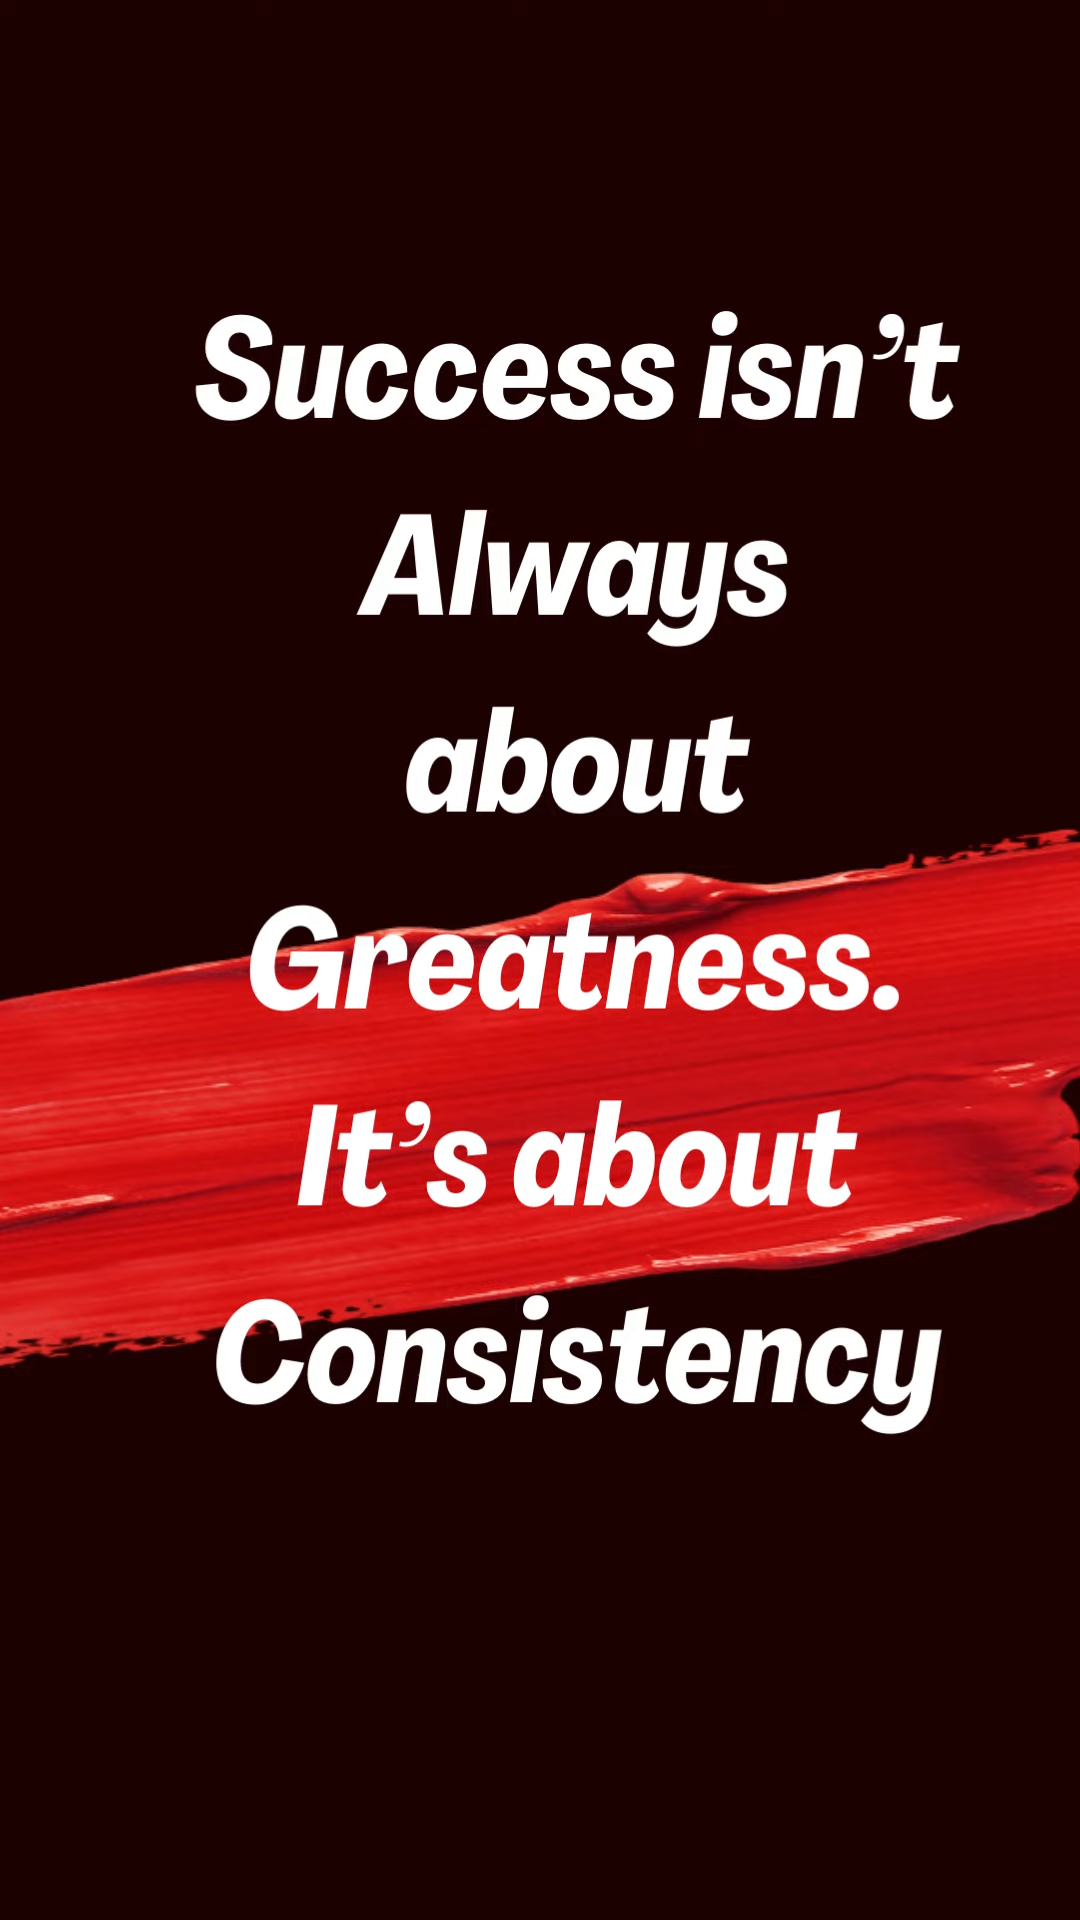 Success isn’t
Always
about
Greatness.
It’s about
Consistency